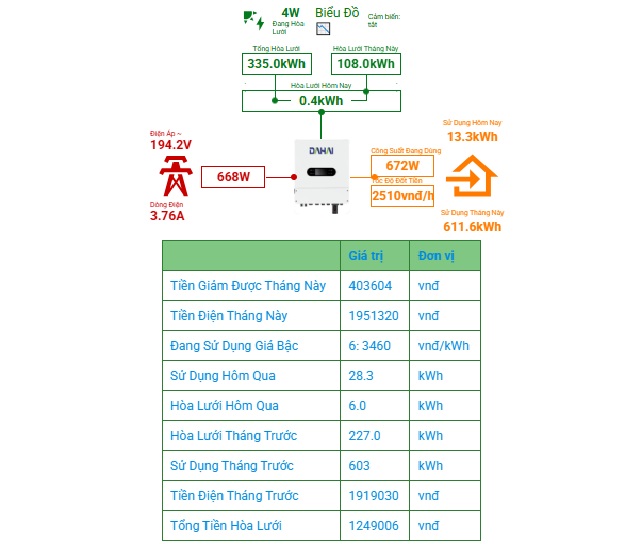 4W
Đang Hòa
Lưới
Biểu Đồ
Cảm biến:
tắt
Tổng Hòa Lưới
335.0kWh
Hòa Lưới Tháng Này
108.0kWh
Hòa Lưới Hôm Nay
0.4kWh
Điện Áp ~
194.2V
668W
Dòng Điện
3.76A
DAHAI
Công Suất Đang Dùng
672W
Tốc Độ Đốt Tiền
2510vnđ/h
Sử Dụng Hôm Nay
13.3kWh
Sử Dụng Tháng Này
611.6kWh
Giá trị Đơn vị
Tiền Giảm Được Tháng Này 403604 vnđ
Tiền Điện Tháng Này 1951320 vnđ
Đang Sử Dụng Giá Bậc 6: 3460 vnđ/kWh
Sử Dụng Hôm Qua 28.3 kWh
Hòa Lưới Hôm Qua 6.0 kWh
Hòa Lưới Tháng Trước 227.0 kWh
Sử Dụng Tháng Trước 603 kWh
Tiền Điện Tháng Trước 1919030 vnđ
Tổng Tiền Hòa Lưới 1249006 vnđ